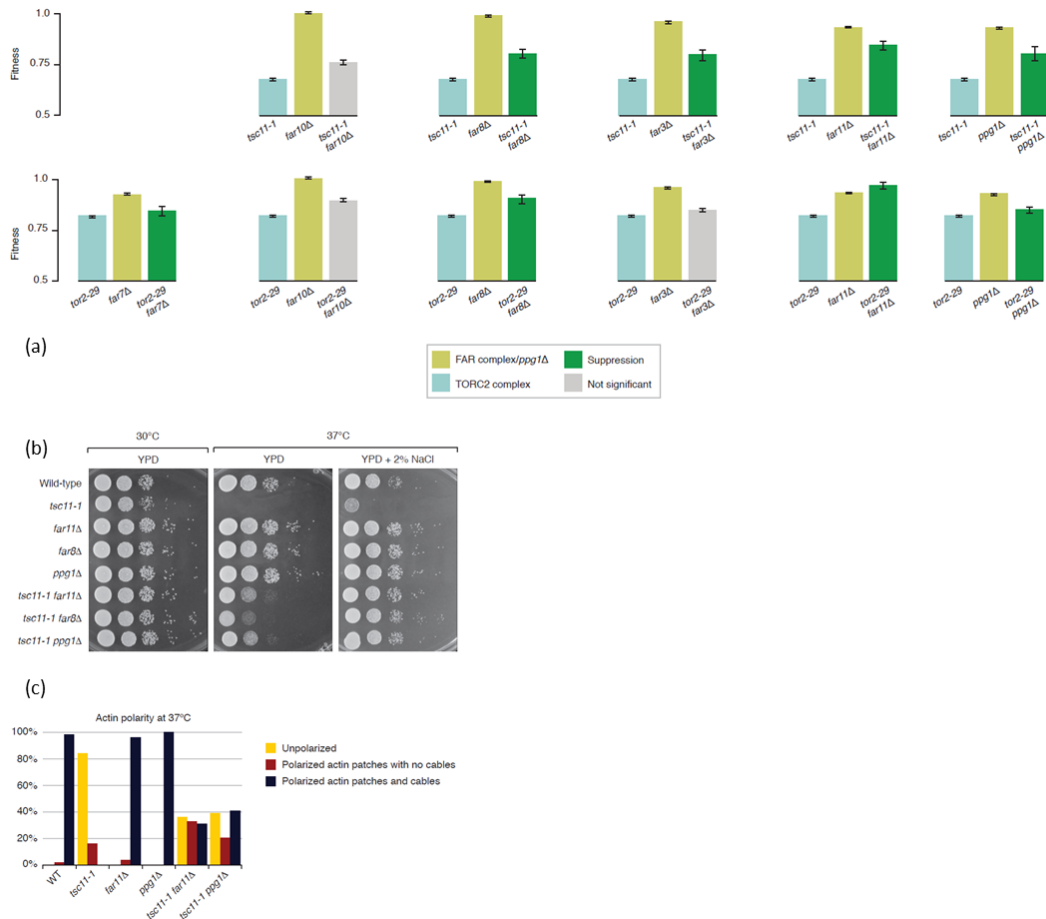 Fitness
1.0
0.75
0.5
tsc11-1
far10Δ
tsc11-1
far10Δ
tsc11-1
far8Δ
tsc11-1
far8Δ
tsc11-1
far3Δ
tsc11-1
far3Δ
tsc11-1
far11Δ
tsc11-1
far11Δ
tsc11-1
ppg1Δ
tsc11-1
ppg1Δ
Fitness
1.0
0.75
0.5
tor2-29
far7Δ
tor2-29
far7Δ
tor2-29
far10Δ
tor2-29
far10Δ
tor2-29
far8Δ
tor2-29
far8Δ
tor2-29
far3Δ
tor2-29
far3Δ
tor2-29
far11Δ
tor2-29
far11Δ
tor2-29
ppg1Δ
tor2-29
ppg1Δ
(a)
FAR complex/ppg1Δ
Suppression
TORC2 complex
Not significant
(b)
30°C
37°C
YPD
YPD
YPD + 2% NaCl
Wild-type
tsc11-1
far11Δ
far8Δ
ppg1Δ
tsc11-1 far11Δ
tsc11-1 far8Δ
tsc11-1 ppg1Δ
(c)
Actin polarity at 37°C
100%
80%
60%
40%
20%
0%
WT
tsc11-1
far11Δ
ppg1Δ
tsc11-1 far11Δ
tsc11-1 ppg1Δ
Unpolarized
Polarized actin patches with no cables
Polarized actin patches and cables